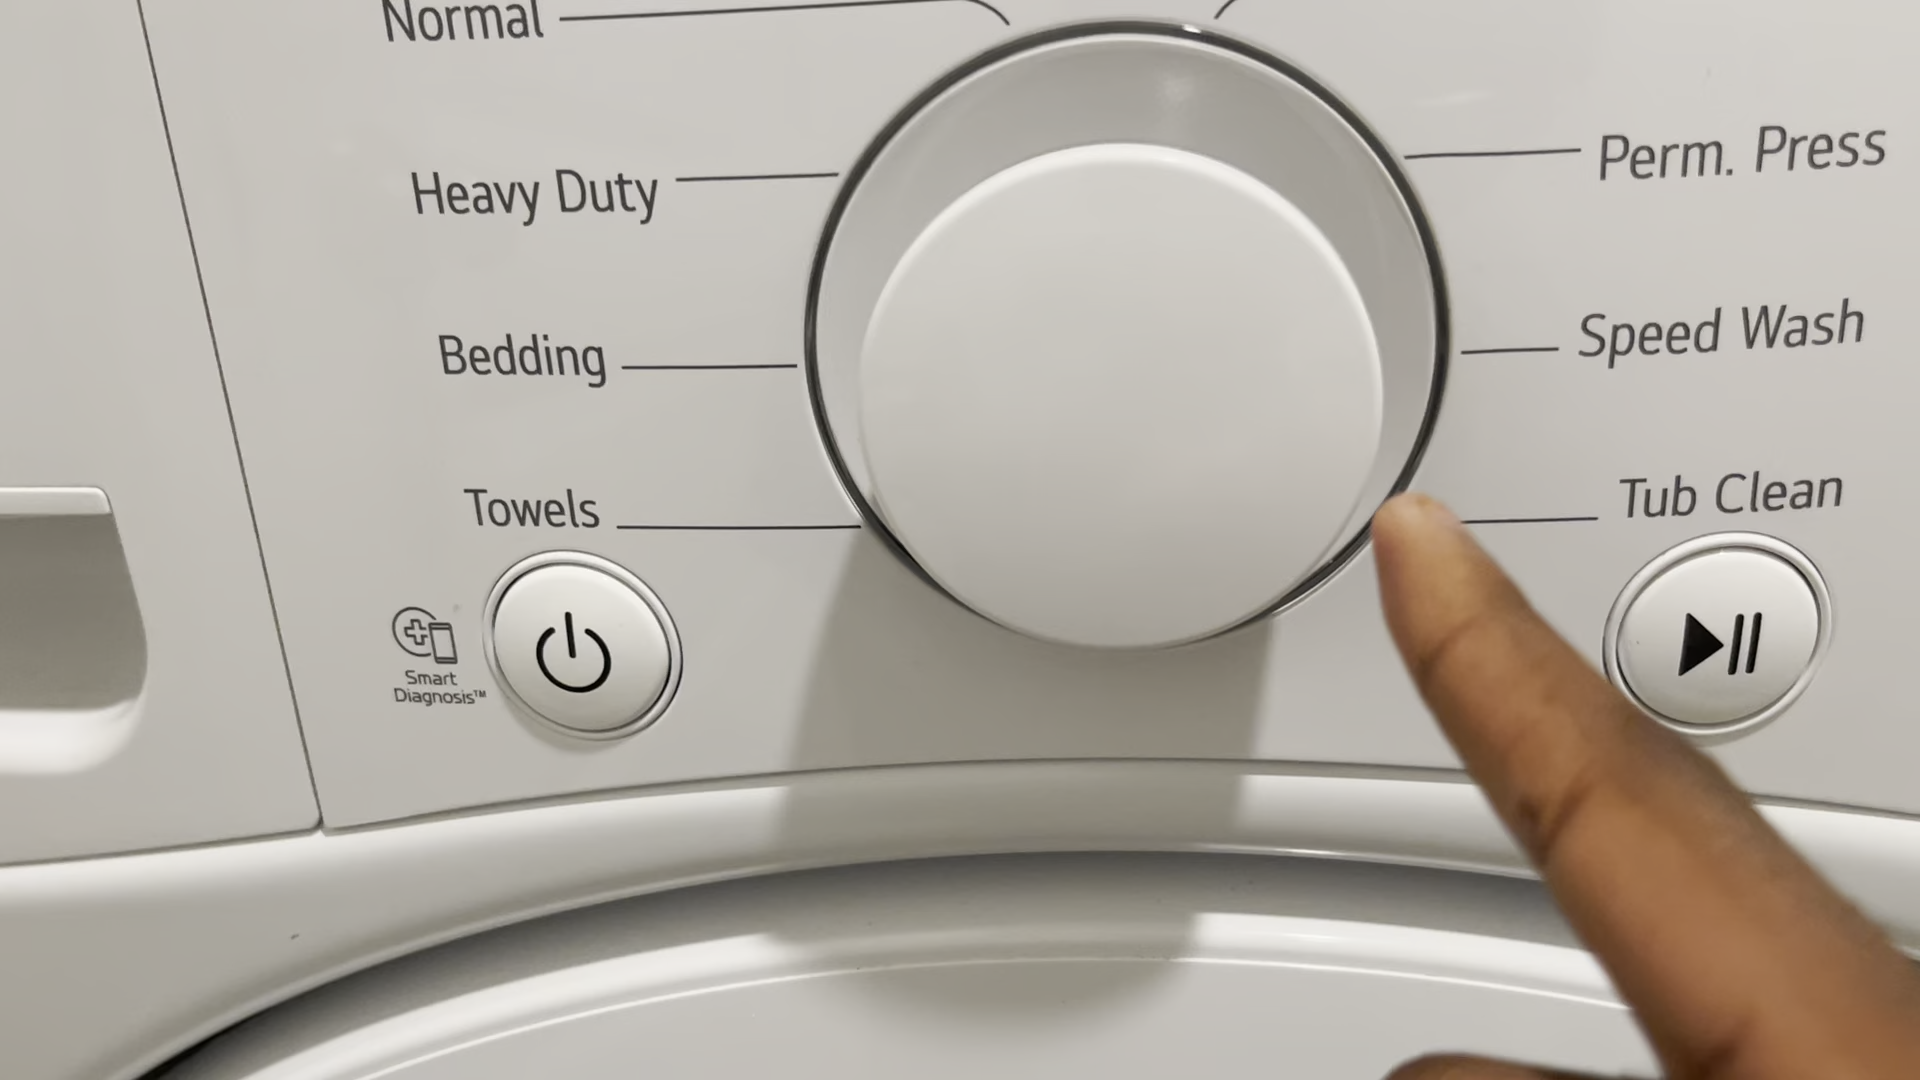 Normal
Heavy Duty
Bedding
Towels
Smart
Diagnosis™
Perm. Press
Speed Wash
Tub Clean